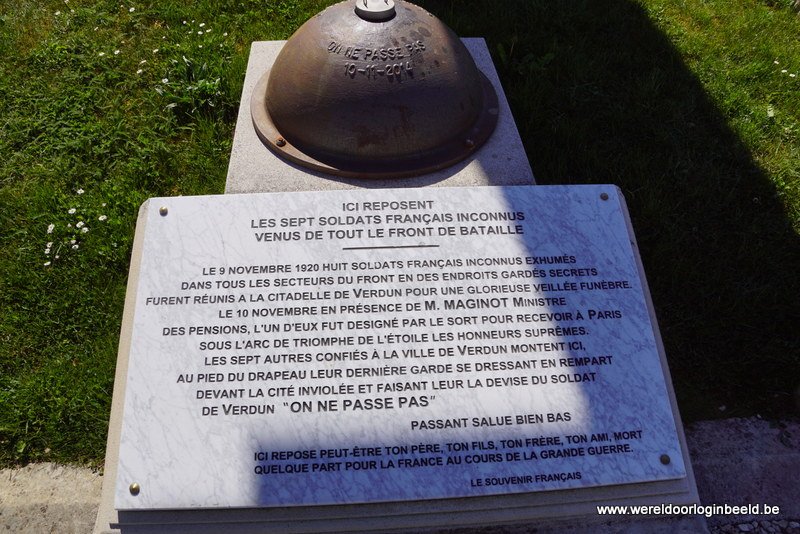 ON NE PASSE PAS
10-11-2014
ICI REPOSENT
LES SEPT SOLDATS FRANÇAIS INCONNUS
VENUS DE TOUT LE FRONT DE BATAILLE
LE 9 NOVEMBRE 1920 HUIT SOLDATS FRANÇAIS INCONNUS EXHUMÉS
DANS TOUS LES SECTEURS DU FRONT EN DES ENDROITS GARDÉS SECRETS
FURENT RÉUNIS A LA CITADELLE DE VERDUN POUR UNE GLORIEUSE VEILLÉE FUNÈBRE.
LE 10 NOVEMBRE EN PRÉSENCE DE M. MAGINOT MINISTRE
DES PENSIONS, L'UN D'EUX FUT DESIGNÉ PAR LE SORT POUR RECEVOIR À PARIS
SOUS L'ARC DE TRIOMPHE DE L'ÉTOILE LES HONNEURS SUPRÊMES.
LES SEPT AUTRES CONFIÉS À LA VILLE DE VERDUN MONTENT ICI,
AU PIED DU DRAPEAU LEUR DERNIÈRE GARDE SE DRESSANT EN REMPART
DEVANT LA CITÉ INVIOLÉE ET FAISANT LEUR LA DEVISE DU SOLDAT
DE VERDUN "ON NE PASSE PAS"
PASSANT SALUE BIEN BAS
ICI REPOSE PEUT-ÊTRE TON PÈRE, TON FILS, TON FRÈRE, TON AMI, MORT
QUELQUE PART POUR LA FRANCE AU COURS DE LA GRANDE GUERRE.
LE SOUVENIR FRANÇAIS
www.wereldoorloginbeeld.be